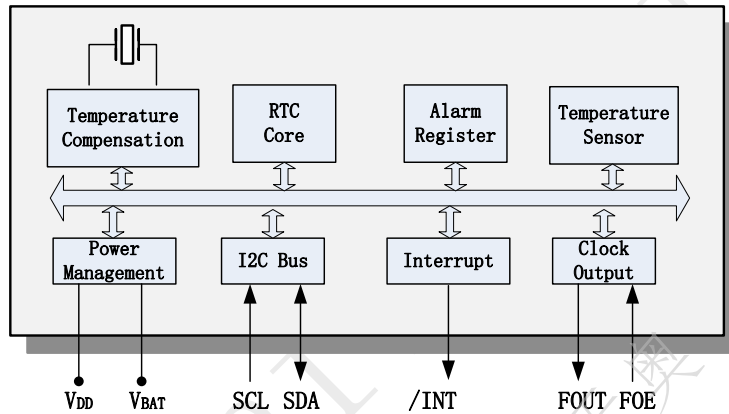 Temperature
Compensation
RTC
Core
Alarm
Register
Temperature
Sensor
Power
Management
I2C Bus
Interrupt
Clock
Output
VDD
VBAT
SCL
SDA
/INT
FOUT
FOE
奥